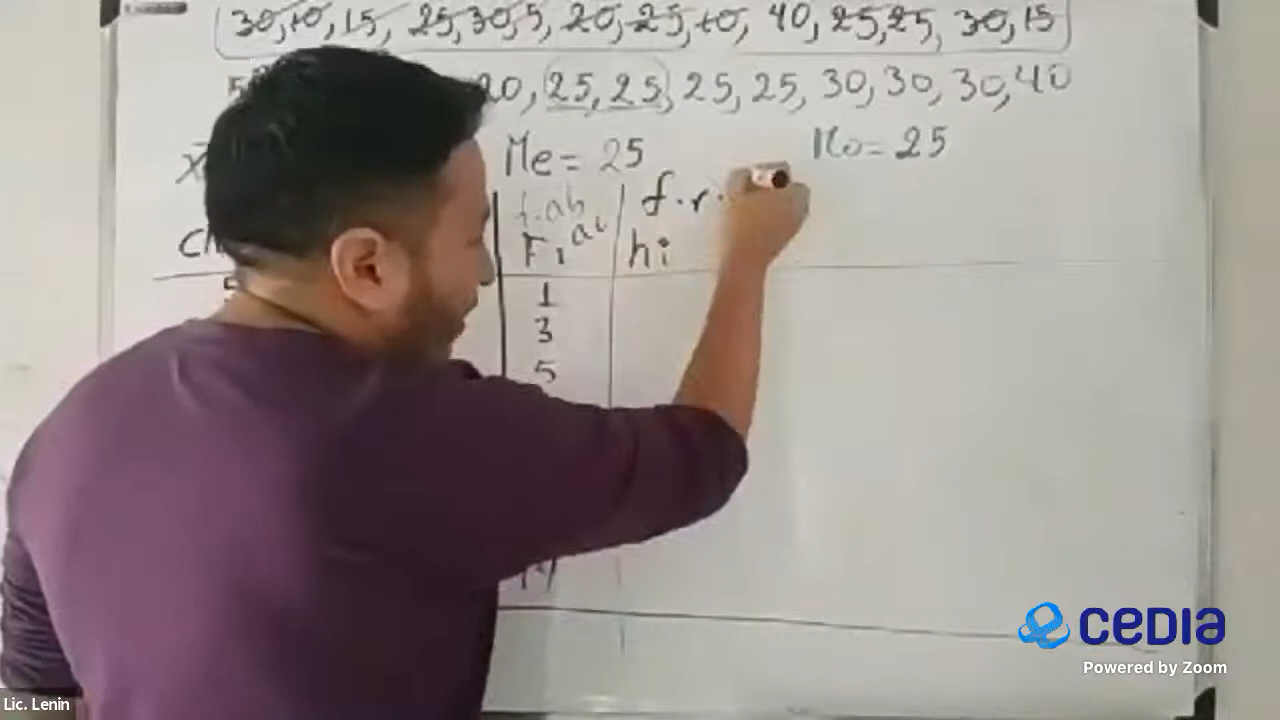 30, 10, 15, 25, 30, 5, 20, 25, 10, 40, 25, 25, 30, 15
20, 25, 25, 25, 25, 30, 30, 30, 40
Me = 25
Mo = 25
f.ab
f.r.
Fi ac
hi
1
3
5
Lic. Lenin
CEDIA
Powered by Zoom